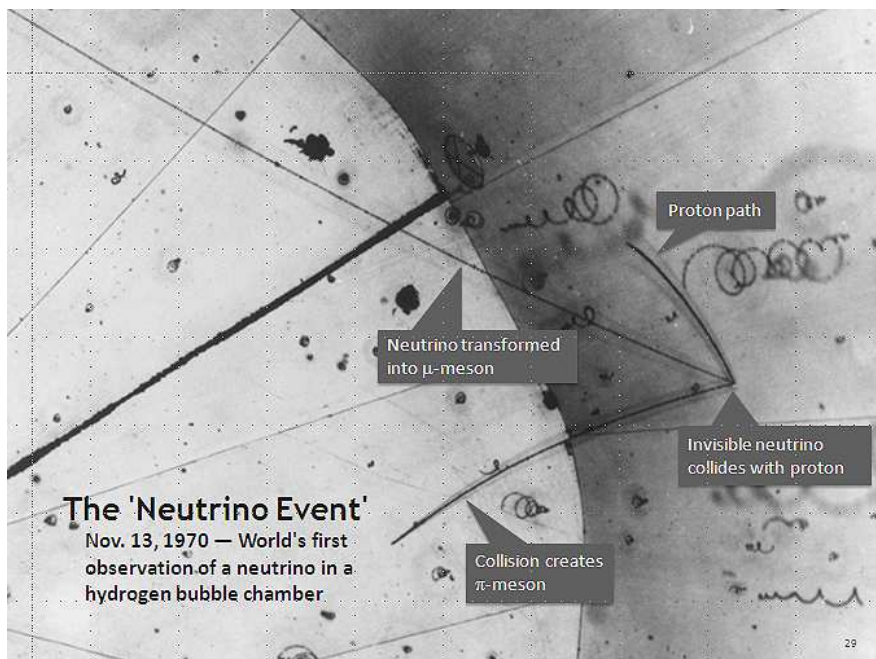 Proton path
Neutrino transformed
into μ-meson
Invisible neutrino
collides with proton
The 'Neutrino Event'
Nov. 13, 1970 — World's first
observation of a neutrino in a
hydrogen bubble chamber
Collision creates
π-meson
29